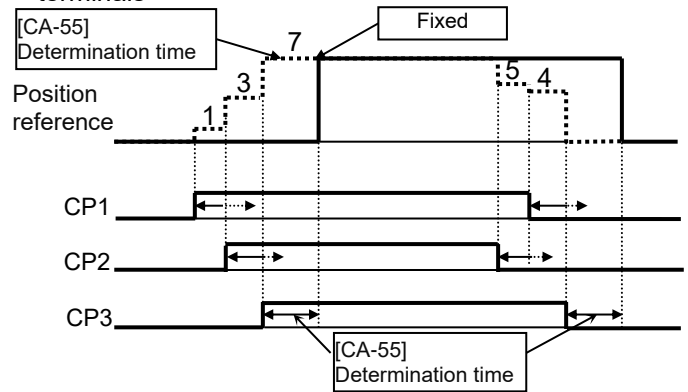 terminals
[CA-55]
Determination time
Fixed
7
3
1
5
4
Position
reference
CP1
CP2
CP3
[CA-55]
Determination time